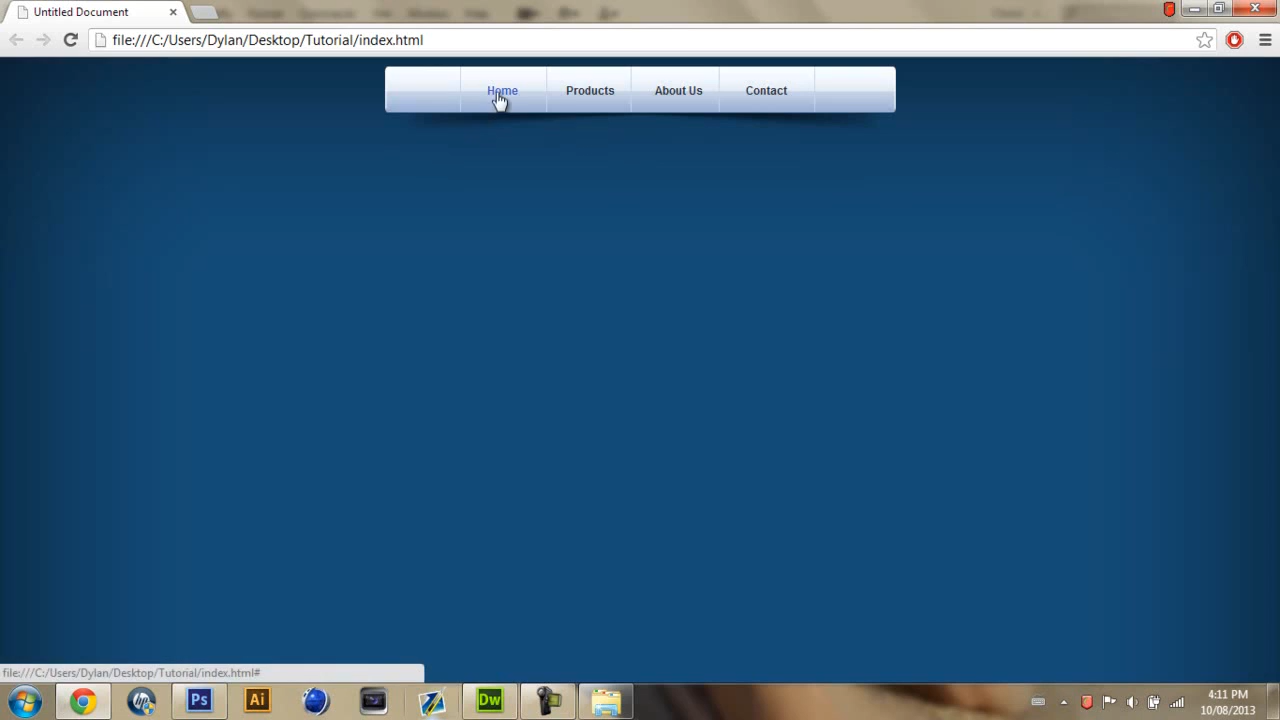 Untitled Document
file:///C:/Users/Dylan/Desktop/Tutorial/index.html
Home Products About Us Contact
file:///C:/Users/Dylan/Desktop/Tutorial/index.html#
hp Ps Ai Dw
4:11 PM
10/08/2013